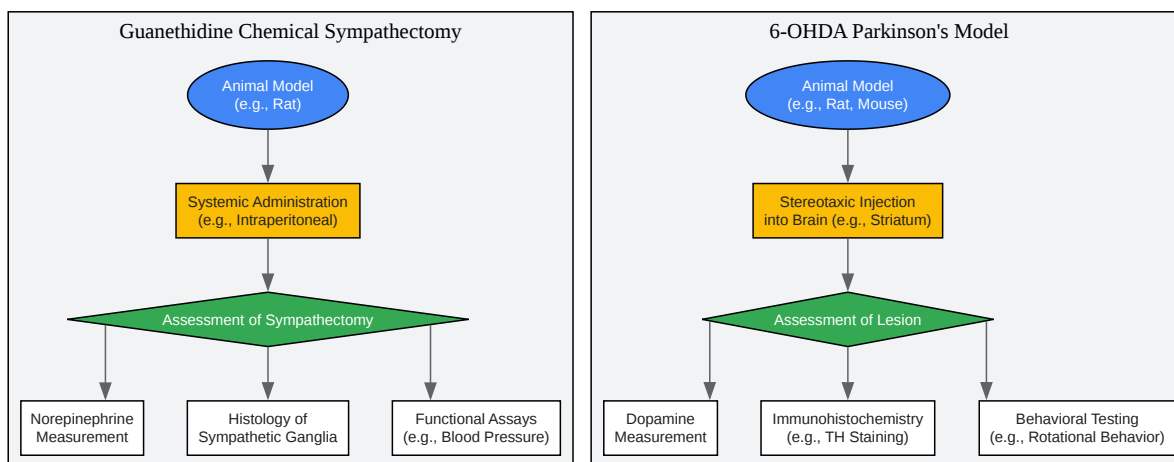 Guanethidine Chemical Sympathectomy
Animal Model
(e.g., Rat)
Systemic Administration
(e.g., Intraperitoneal)
Assessment of Sympathectomy
Norepinephrine
Measurement
Histology of
Sympathetic Ganglia
Functional Assays
(e.g., Blood Pressure)
6-OHDA Parkinson's Model
Animal Model
(e.g., Rat, Mouse)
Stereotaxic Injection
into Brain (e.g., Striatum)
Assessment of Lesion
Dopamine
Measurement
Immunohistochemistry
(e.g., TH Staining)
Behavioral Testing
(e.g., Rotational Behavior)